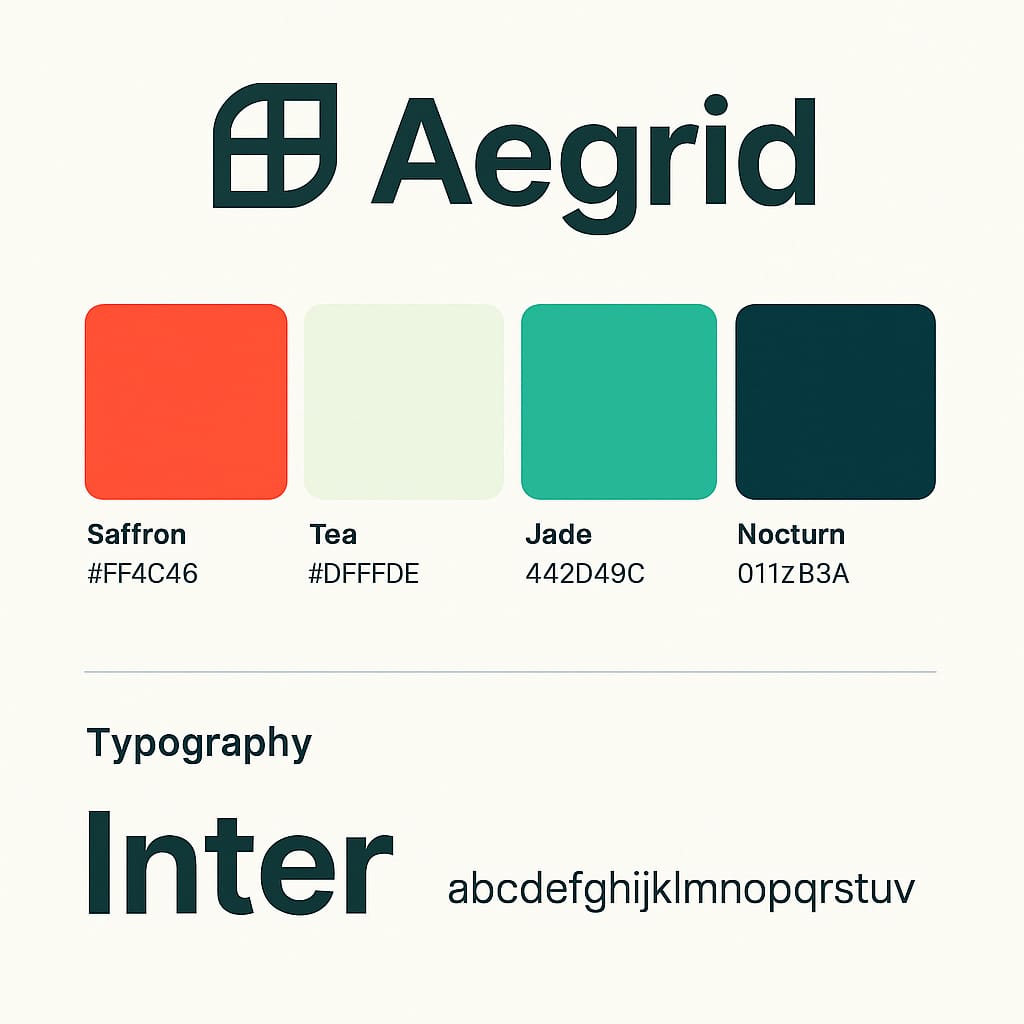 Aegrid
Saffron
#FF4C46
Tea
#DFFFDE
Jade
442D49C
Nocturn
011zB3A
Typography
Inter
abcdefghijklmnopqrstuv